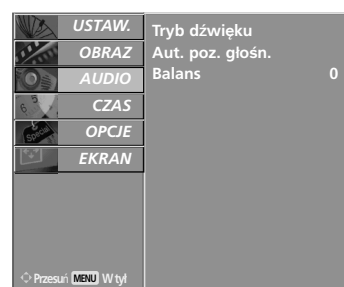 USTAW.
OBRAZ
AUDIO
CZAS
OPCJE
EKRAN
Tryb dźwięku
Aut. poz. głośn.
Balans 0
Przesuń MENU W tył